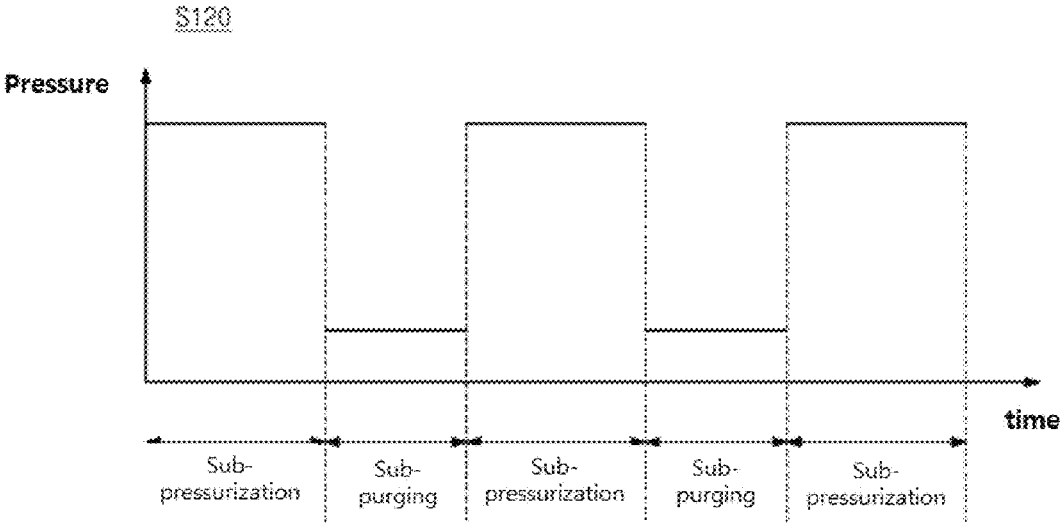 S120
Pressure
time
Sub-
pressurization
Sub-
purging
Sub-
pressurization
Sub-
purging
Sub-
pressurization